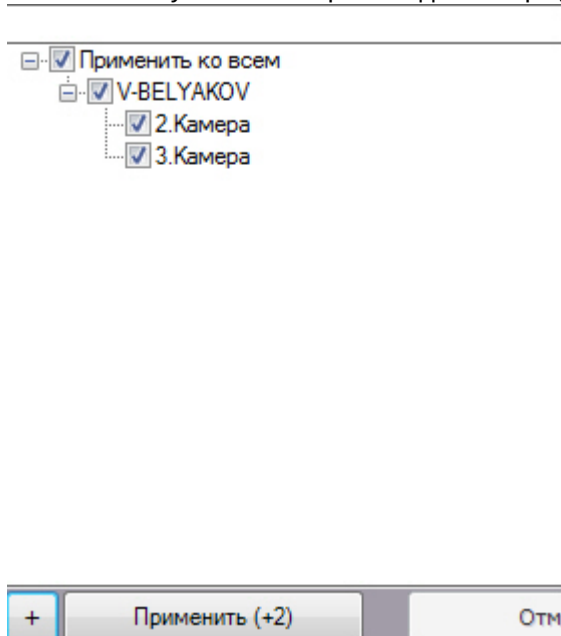 Применить ко всем
V-BELYAKOV
2.Камера
3.Камера
+ Применить (+2)